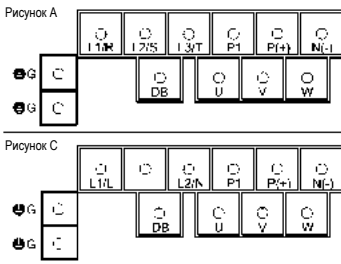 Рисунок A
L1/R L2/S L3/T P1 P(+) N(-)
G
DB U V W
G
Рисунок C
L1/L L2/N P1 P(+) N(-)
G
DB U V W
G